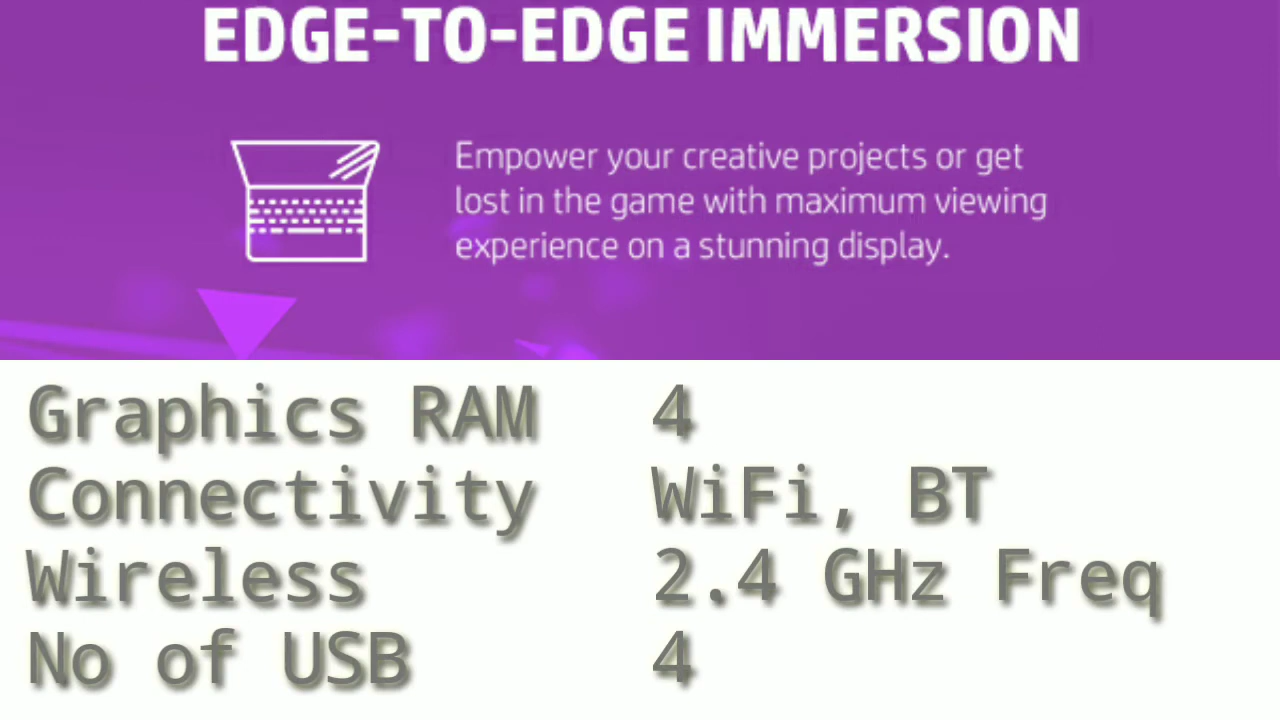 EDGE-TO-EDGE IMMERSION
Empower your creative projects or get
lost in the game with maximum viewing
experience on a stunning display.
Graphics RAM 4
Connectivity WiFi, BT
Wireless 2.4 GHz Freq
No of USB 4